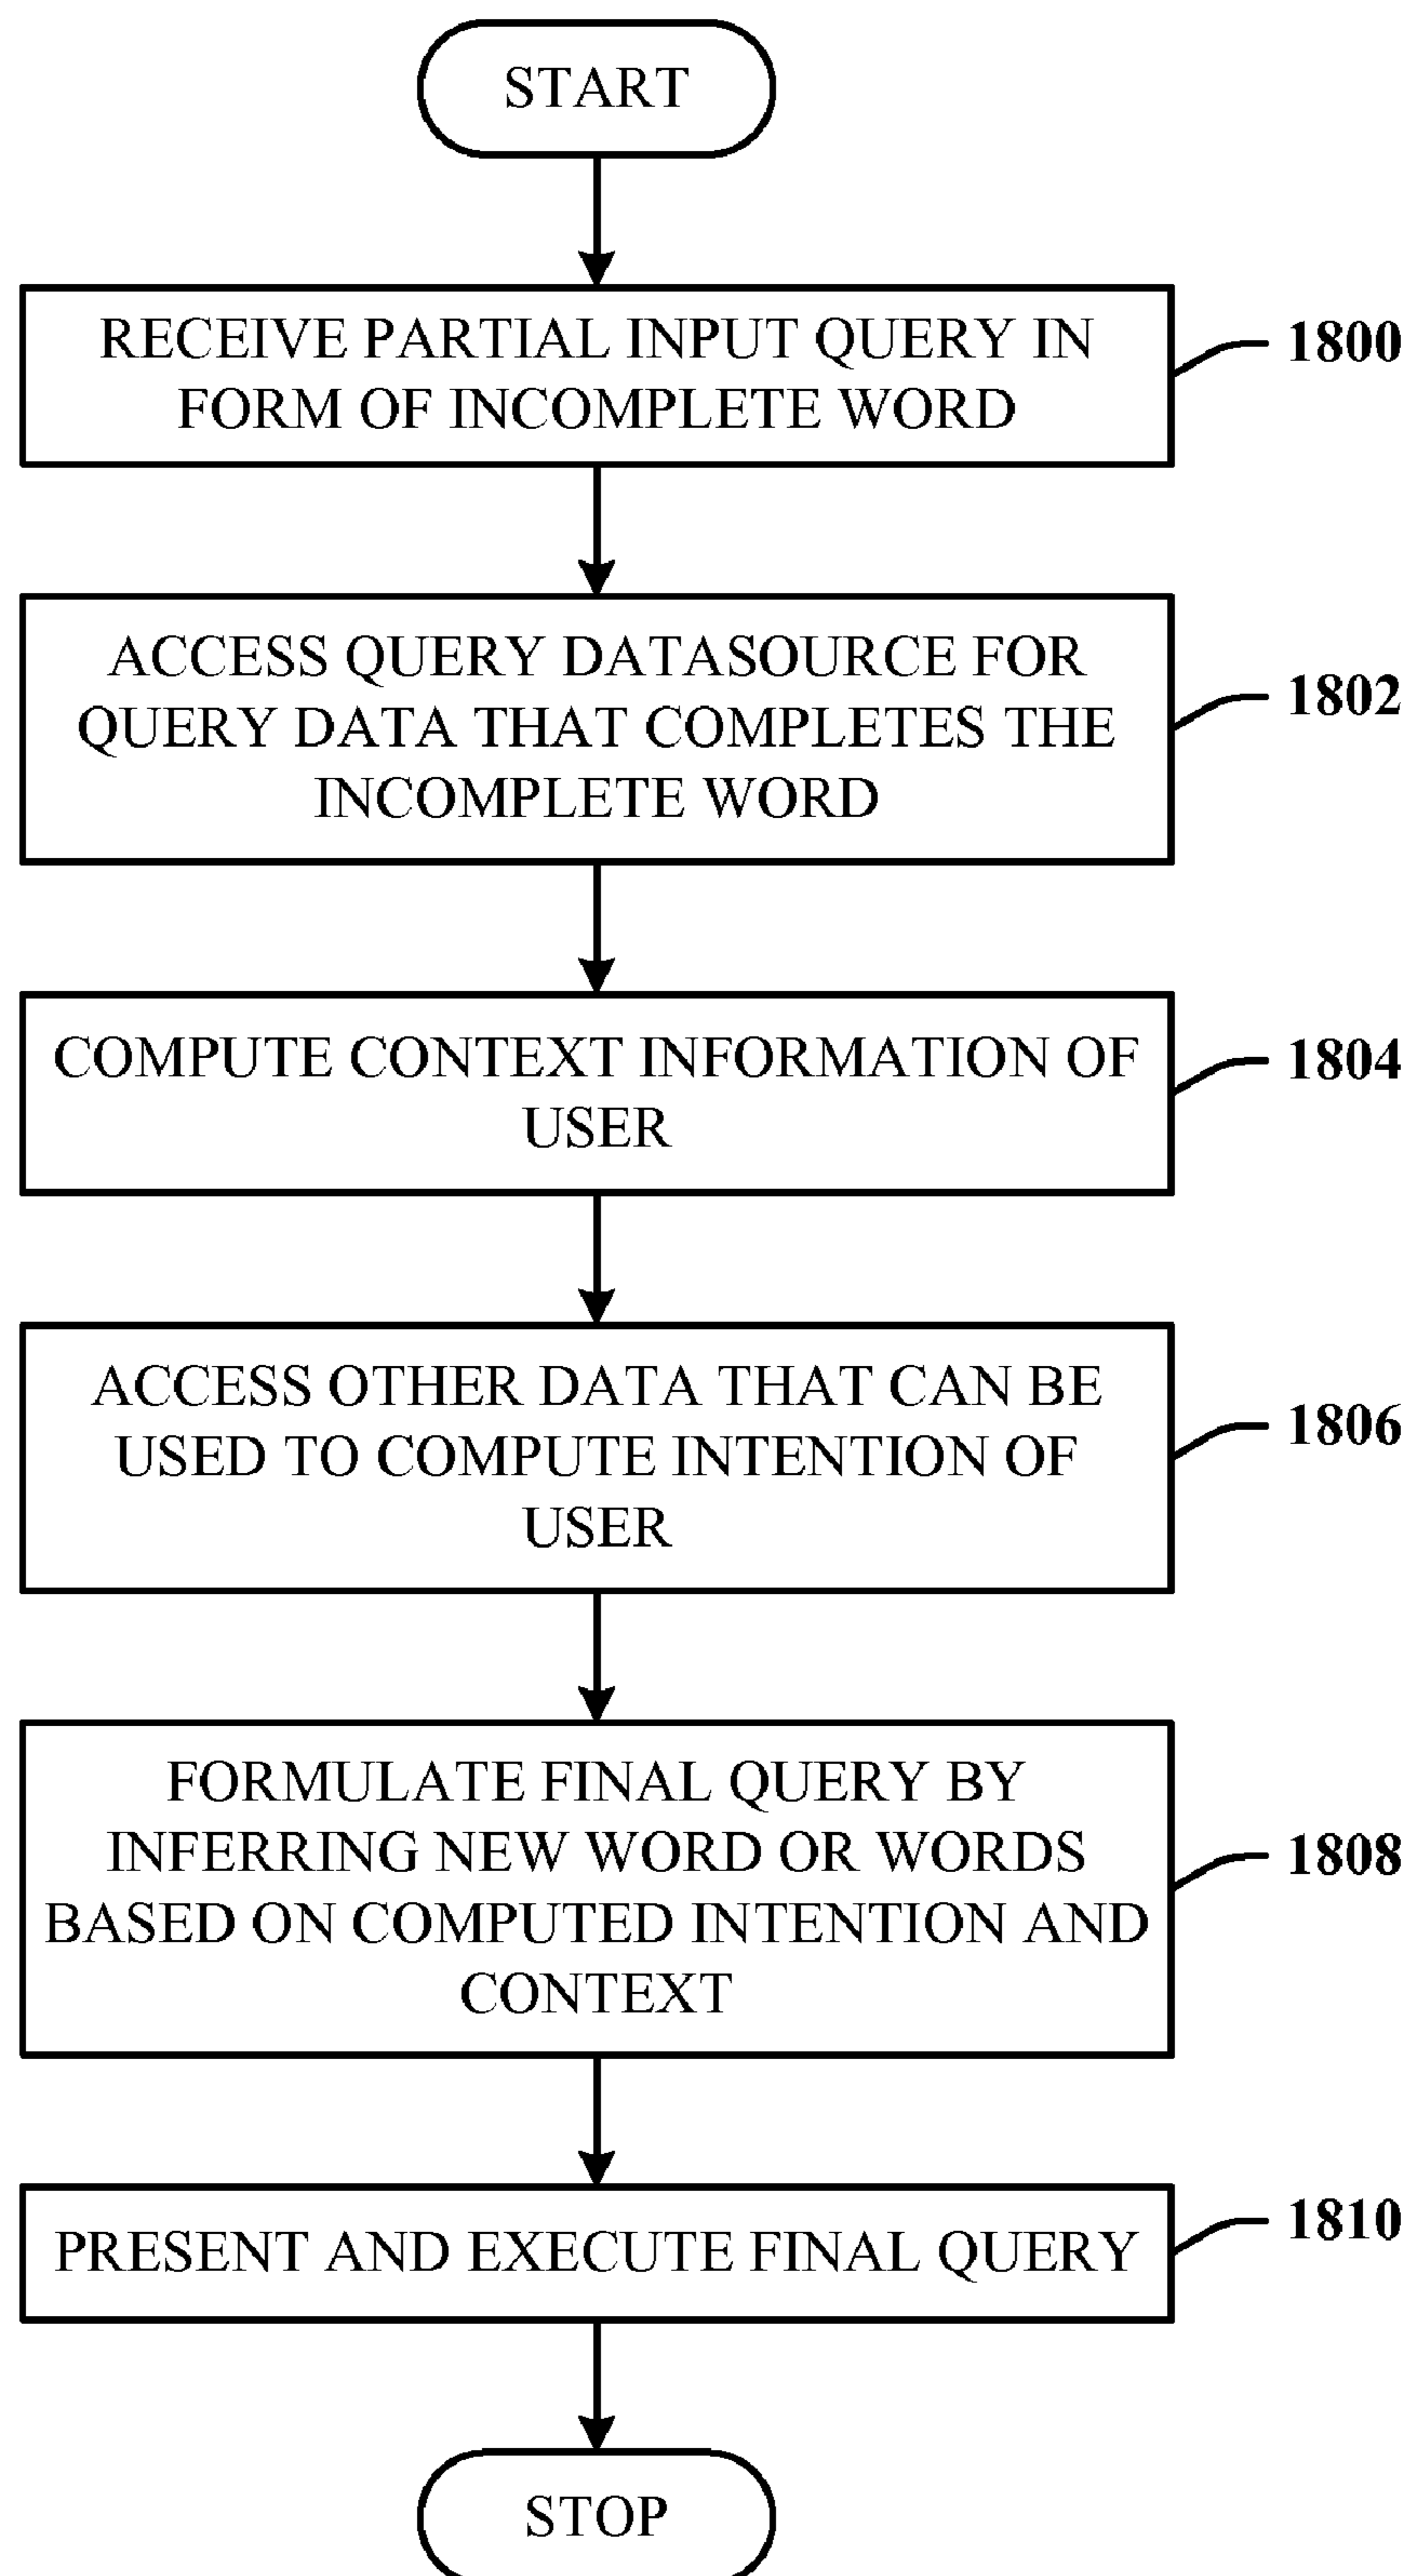 START
RECEIVE PARTIAL INPUT QUERY IN
FORM OF INCOMPLETE WORD
1800
ACCESS QUERY DATASOURCE FOR
QUERY DATA THAT COMPLETES THE
INCOMPLETE WORD
1802
COMPUTE CONTEXT INFORMATION OF
USER
1804
ACCESS OTHER DATA THAT CAN BE
USED TO COMPUTE INTENTION OF
USER
1806
FORMULATE FINAL QUERY BY
INFERRING NEW WORD OR WORDS
BASED ON COMPUTED INTENTION AND
CONTEXT
1808
PRESENT AND EXECUTE FINAL QUERY
1810
STOP